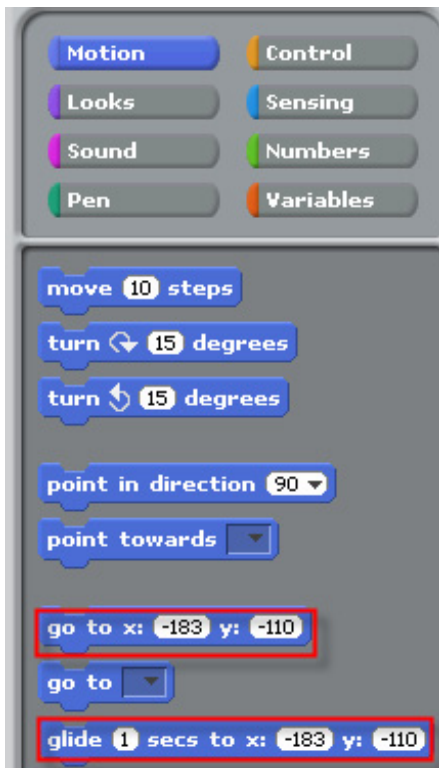 Motion Control
Looks Sensing
Sound Numbers
Pen Variables
move 10 steps
turn 15 degrees
turn 15 degrees
point in direction 90
point towards
go to x: -183 y: -110
go to
glide 1 secs to x: -183 y: -110